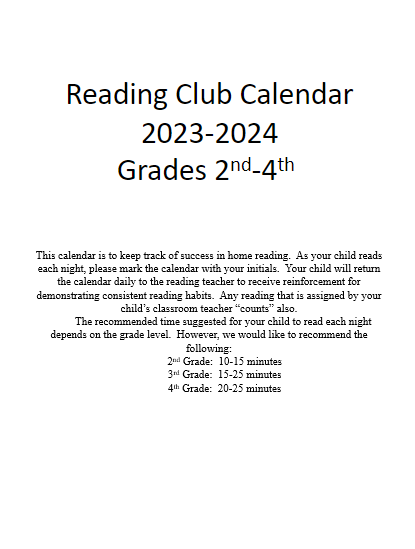 Reading Club Calendar
2023-2024
Grades 2nd-4th
This calendar is to keep track of success in home reading.  As your child reads
each night, please mark the calendar with your initials.  Your child will return
the calendar daily to the reading teacher to receive reinforcement for
demonstrating consistent reading habits.  Any reading that is assigned by your
child’s classroom teacher “counts” also.
The recommended time suggested for your child to read each night
depends on the grade level.  However, we would like to recommend the
following:
2nd Grade:  10-15 minutes
3rd Grade:  15-25 minutes
4th Grade:  20-25 minutes